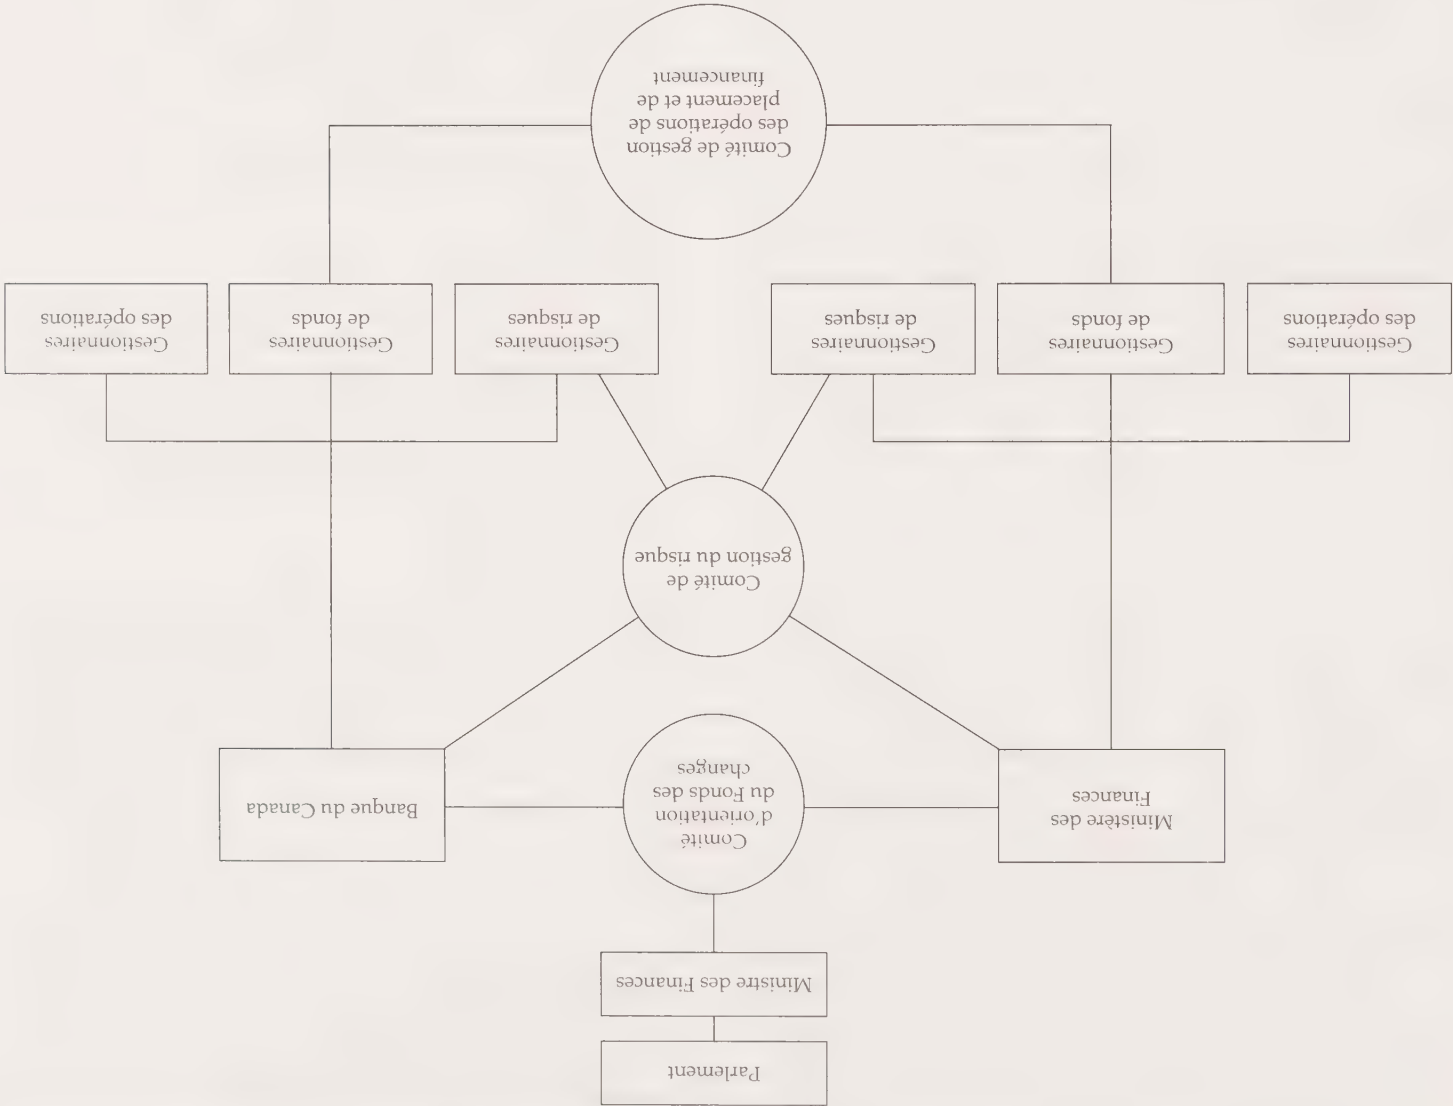 Parlement
Ministre des Finances
Ministère des
Finances
Comité
d'orientation
du Fonds des
changes
Banque du Canada
Comité de
gestion du risque
Gestionnaires
des opérations
Gestionnaires
de fonds
Gestionnaires
de risques
Gestionnaires
de risques
Gestionnaires
de fonds
Gestionnaires
des opérations
Comité de gestion
des opérations de
placement et de
financement